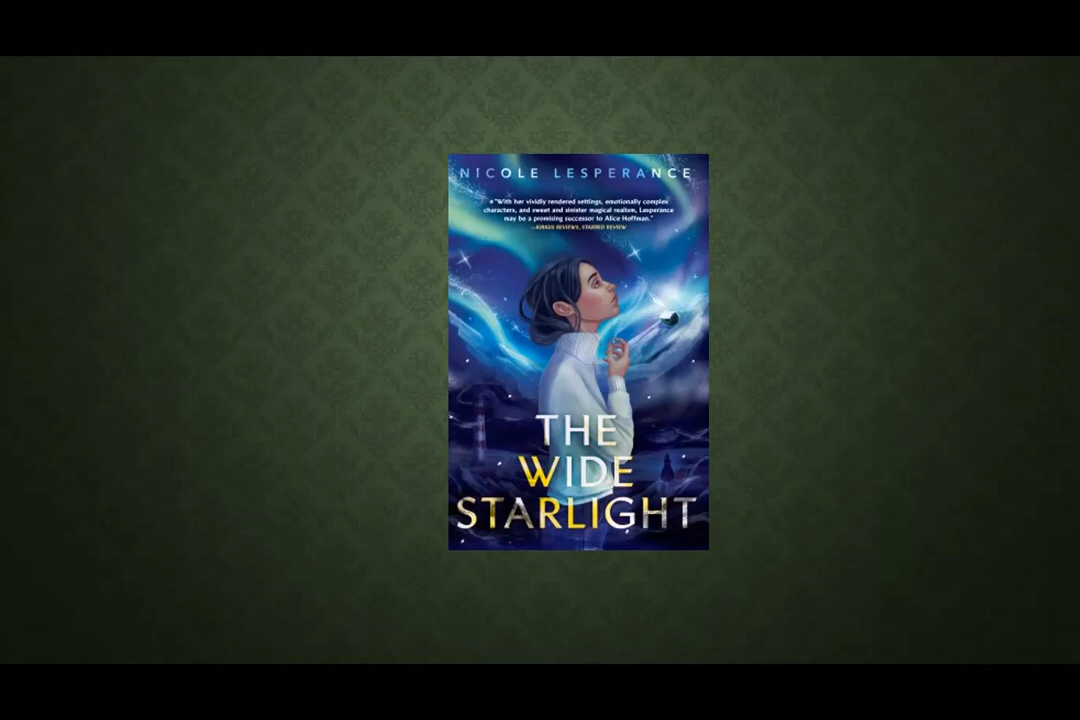 NICOLE LESPERANCE
★"With her vividly rendered settings, emotionally complex
characters, and sweet and sinister magical realism, Lesperance
may be a promising successor to Alice Hoffman."
—KIRKUS REVIEWS, STARRED REVIEW
THE
WIDE
STARLIGHT